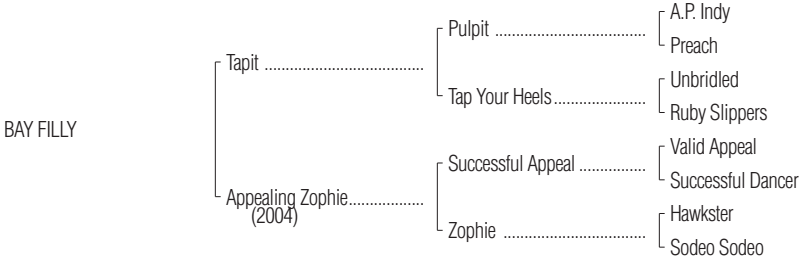 A.P. Indy
Pulpit ....................................
Preach
Tapit .......................................
Unbridled
Tap Your Heels......................
Ruby Slippers
BAY FILLY
Valid Appeal
Successful Appeal ................
Successful Dancer
Appealing Zophie..................
(2004)
Hawkster
Zophie ..................................
Sodeo Sodeo